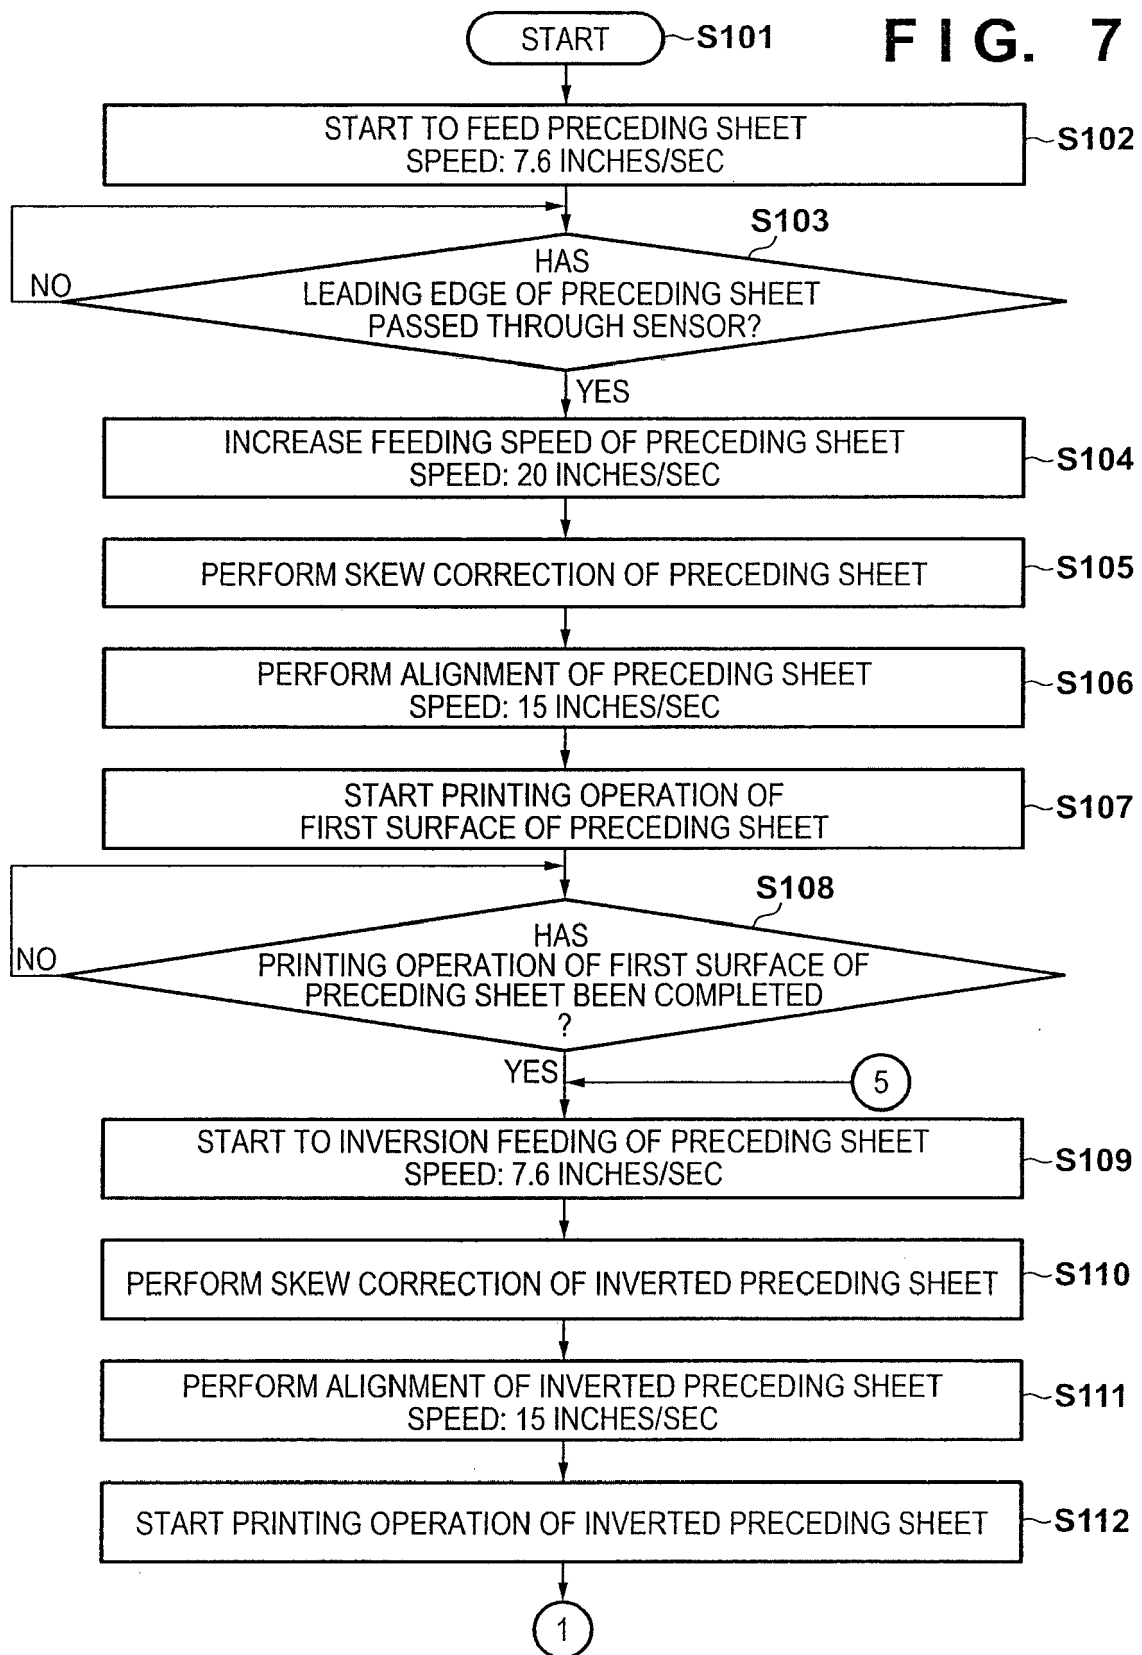 FIG. 7
START
S101
START TO FEED PRECEDING SHEET
SPEED: 7.6 INCHES/SEC
S102
S103
HAS
LEADING EDGE OF PRECEDING SHEET
PASSED THROUGH SENSOR?
NO
YES
INCREASE FEEDING SPEED OF PRECEDING SHEET
SPEED: 20 INCHES/SEC
S104
PERFORM SKEW CORRECTION OF PRECEDING SHEET
S105
PERFORM ALIGNMENT OF PRECEDING SHEET
SPEED: 15 INCHES/SEC
S106
START PRINTING OPERATION OF
FIRST SURFACE OF PRECEDING SHEET
S107
S108
HAS
PRINTING OPERATION OF FIRST SURFACE OF
PRECEDING SHEET BEEN COMPLETED
?
NO
YES
5
START TO INVERSION FEEDING OF PRECEDING SHEET
SPEED: 7.6 INCHES/SEC
S109
PERFORM SKEW CORRECTION OF INVERTED PRECEDING SHEET
S110
PERFORM ALIGNMENT OF INVERTED PRECEDING SHEET
SPEED: 15 INCHES/SEC
S111
START PRINTING OPERATION OF INVERTED PRECEDING SHEET
S112
1